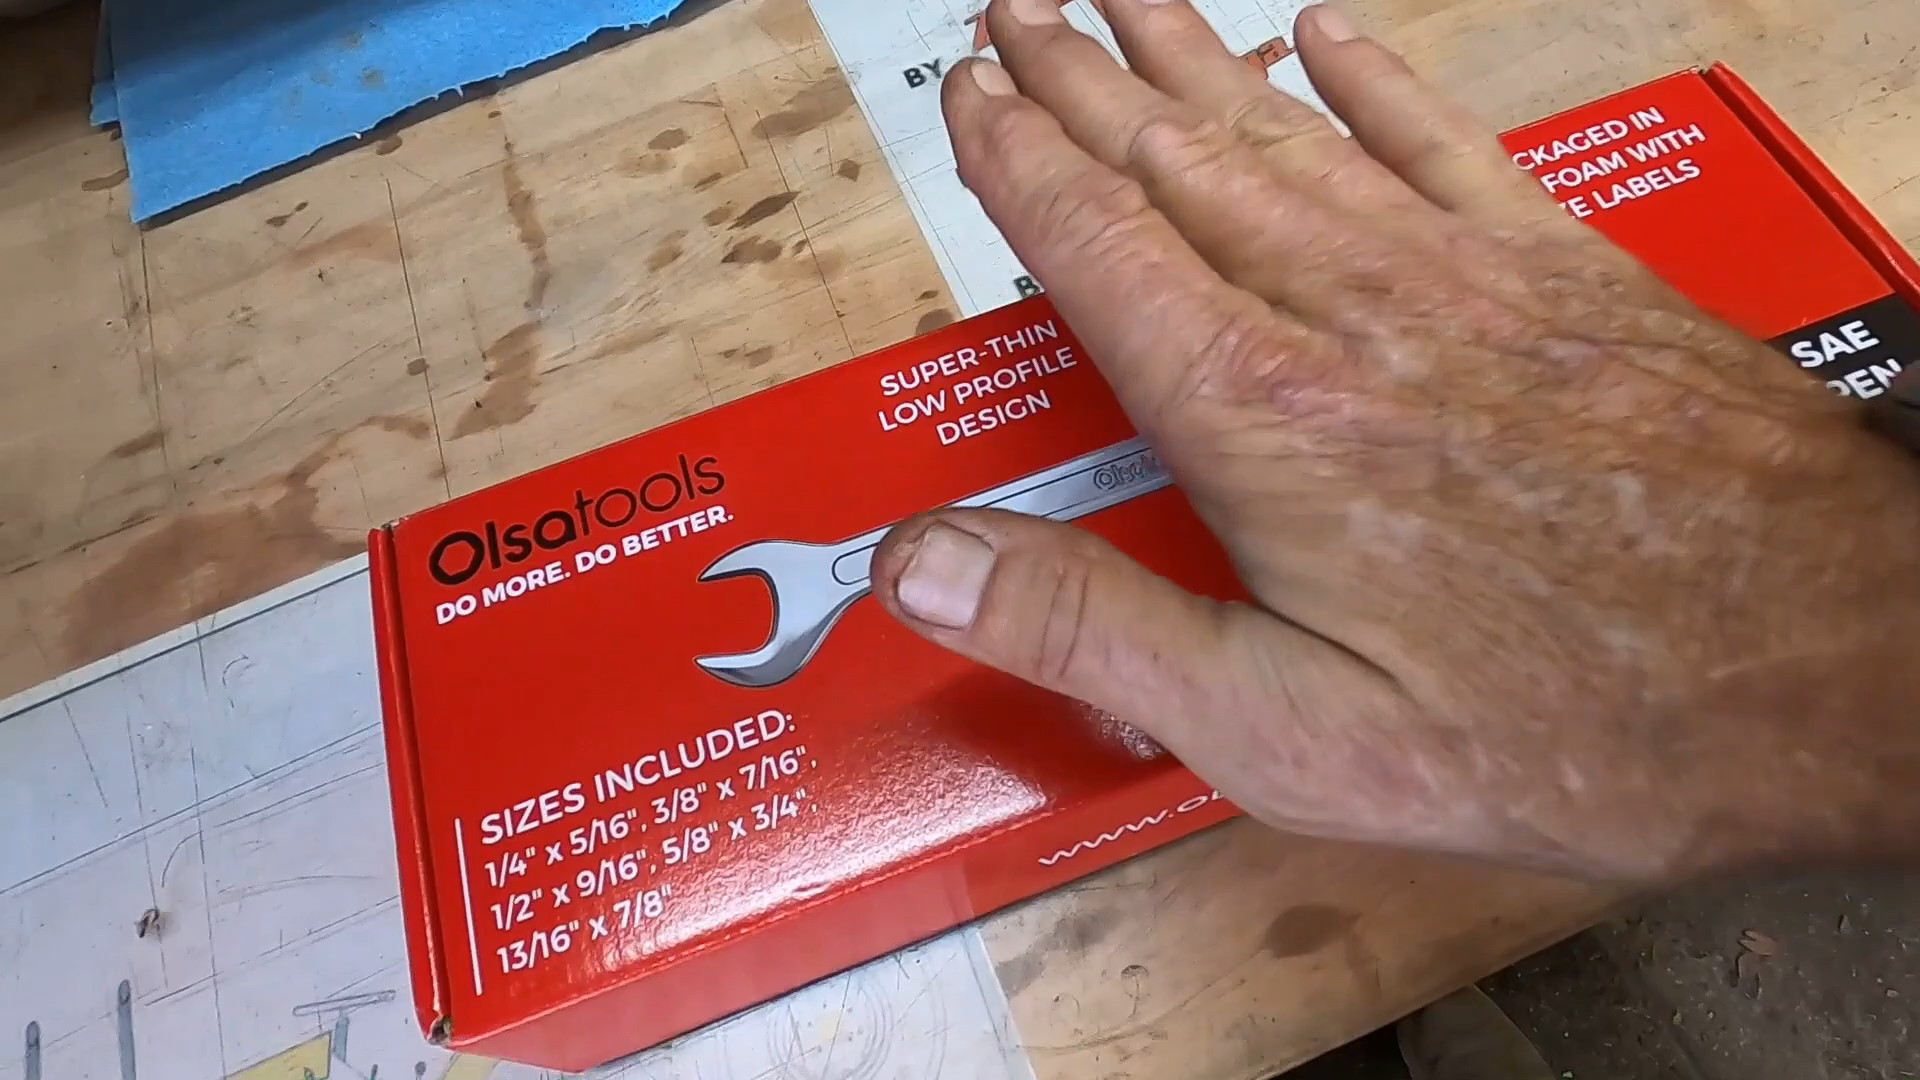 BY
Olsatools
DO MORE. DO BETTER.
SUPER-THIN
LOW PROFILE
DESIGN
CKAGED IN
FOAM WITH
LABELS
SAE
SIZES INCLUDED:
1/4" x 5/16", 3/8" x 7/16",
1/2" x 9/16", 5/8" x 3/4",
13/16" x 7/8"
www.